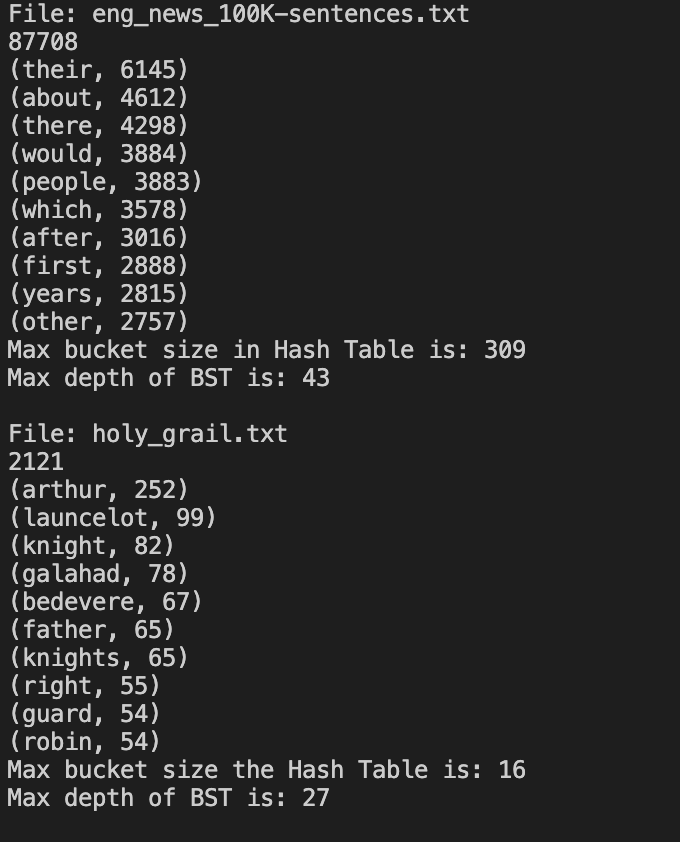 File: eng_news_100K-sentences.txt
87708
(their, 6145)
(about, 4612)
(there, 4298)
(would, 3884)
(people, 3883)
(which, 3578)
(after, 3016)
(first, 2888)
(years, 2815)
(other, 2757)
Max bucket size in Hash Table is: 309
Max depth of BST is: 43
File: holy_grail.txt
2121
(arthur, 252)
(launcelot, 99)
(knight, 82)
(galahad, 78)
(bedevere, 67)
(father, 65)
(knights, 65)
(right, 55)
(guard, 54)
(robin, 54)
Max bucket size the Hash Table is: 16
Max depth of BST is: 27